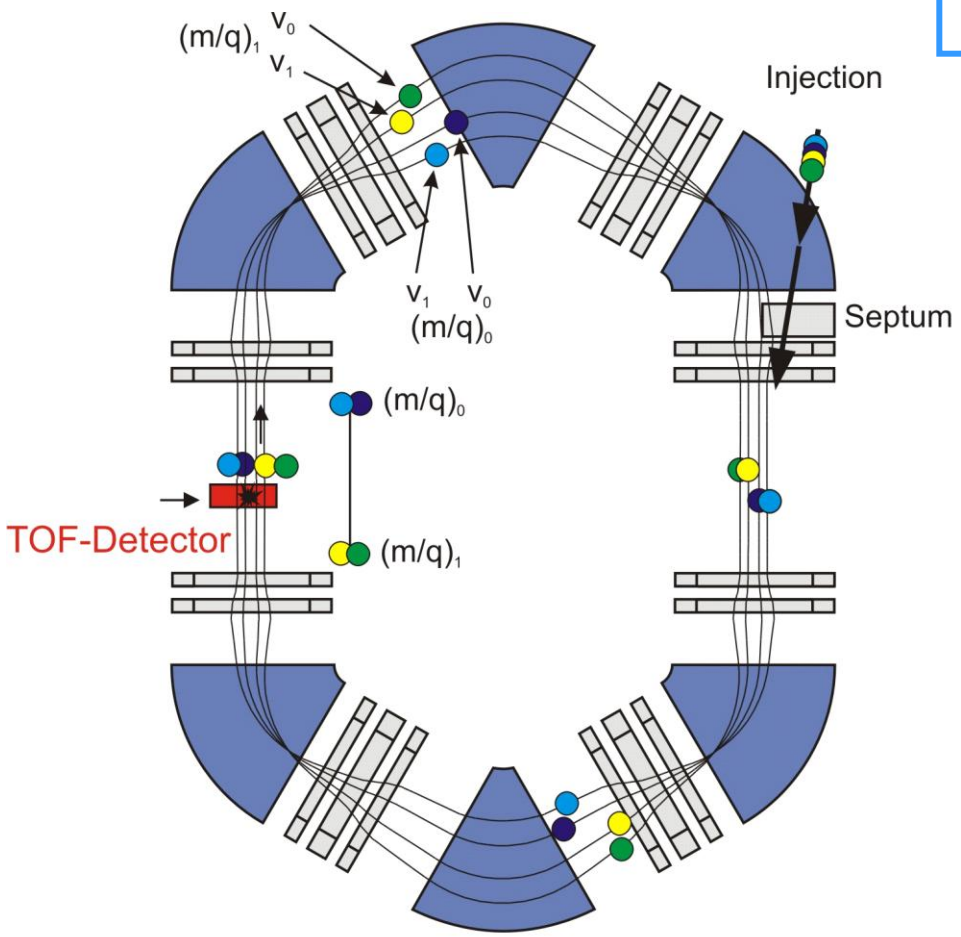 v₀
(m/q)₁
v₁
Injection
v₁ v₀
(m/q)₀
Septum
(m/q)₀
TOF-Detector
(m/q)₁